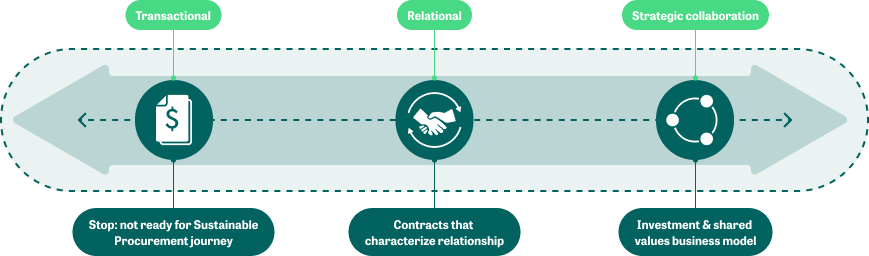 Transactional
Relational
Strategic collaboration
$
Stop: not ready for Sustainable
Procurement journey
Contracts that
characterize relationship
Investment & shared
values business model